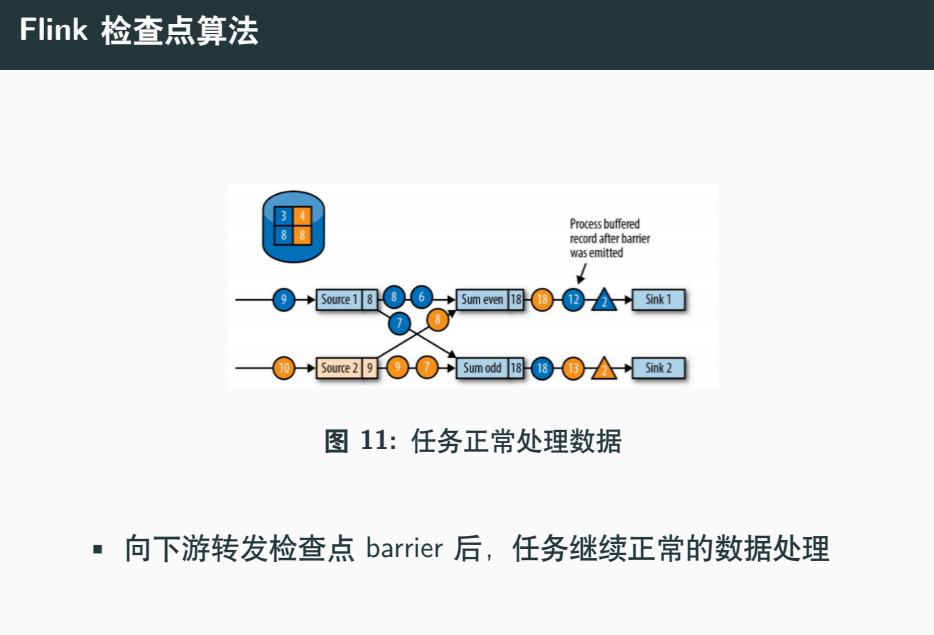 Flink 检查点算法
3 4
8 8
Process buffered
record after barrier
was emitted
9 Source 1 8 8 6 Sum even 18 18 12 2 Sink 1
7 8
10 Source 2 9 9 7 Sum odd 18 18 13 2 Sink 2
图 11: 任务正常处理数据
▪ 向下游转发检查点 barrier 后，任务继续正常的数据处理